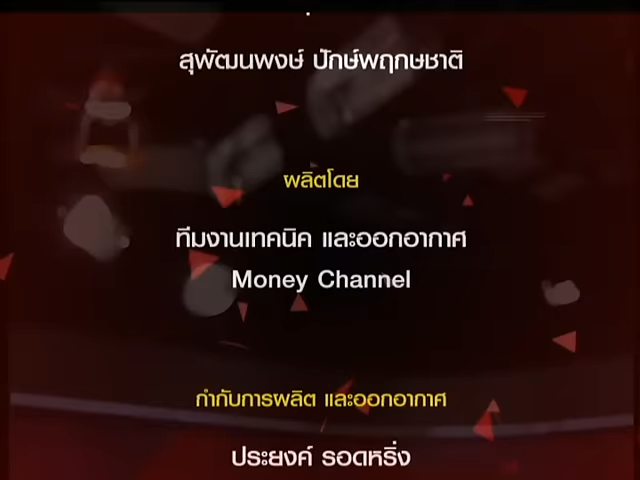 สุพัฒนพงษ์ ปักษ์พฤกษชาติ
ผลิตโดย
ทีมงานเทคนิค และออกอากาศ
Money Channel
กำกับการผลิต และออกอากาศ
ประยงค์ รอดหริ่ง